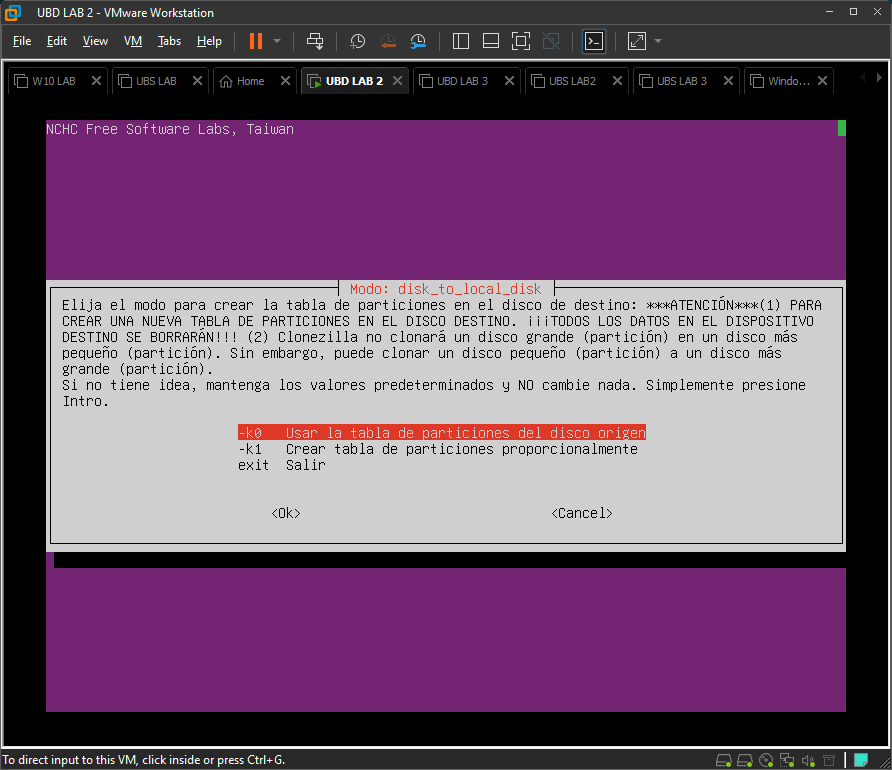 UBD LAB 2 - VMware Workstation
File Edit View VM Tabs Help
W10 LAB UBS LAB Home UBD LAB 2 UBD LAB 3 UBS LAB2 UBS LAB 3 Windo...
NCHC Free Software Labs, Taiwan
Modo: disk_to_local_disk
Elija el modo para crear la tabla de particiones en el disco de destino: ***ATENCIÓN***(1) PARA
CREAR UNA NUEVA TABLA DE PARTICIONES EN EL DISCO DESTINO. ¡¡¡TODOS LOS DATOS EN EL DISPOSITIVO
DESTINO SE BORRARÁN!!! (2) Clonezilla no clonará un disco grande (partición) en un disco más
pequeño (partición). Sin embargo, puede clonar un disco pequeño (partición) a un disco más
grande (partición).
Si no tiene idea, mantenga los valores predeterminados y NO cambie nada. Simplemente presione
Intro.
-k0 Usar la tabla de particiones del disco origen
-k1 Crear tabla de particiones proporcionalmente
exit Salir
<Ok> <Cancel>
To direct input to this VM, click inside or press Ctrl+G.